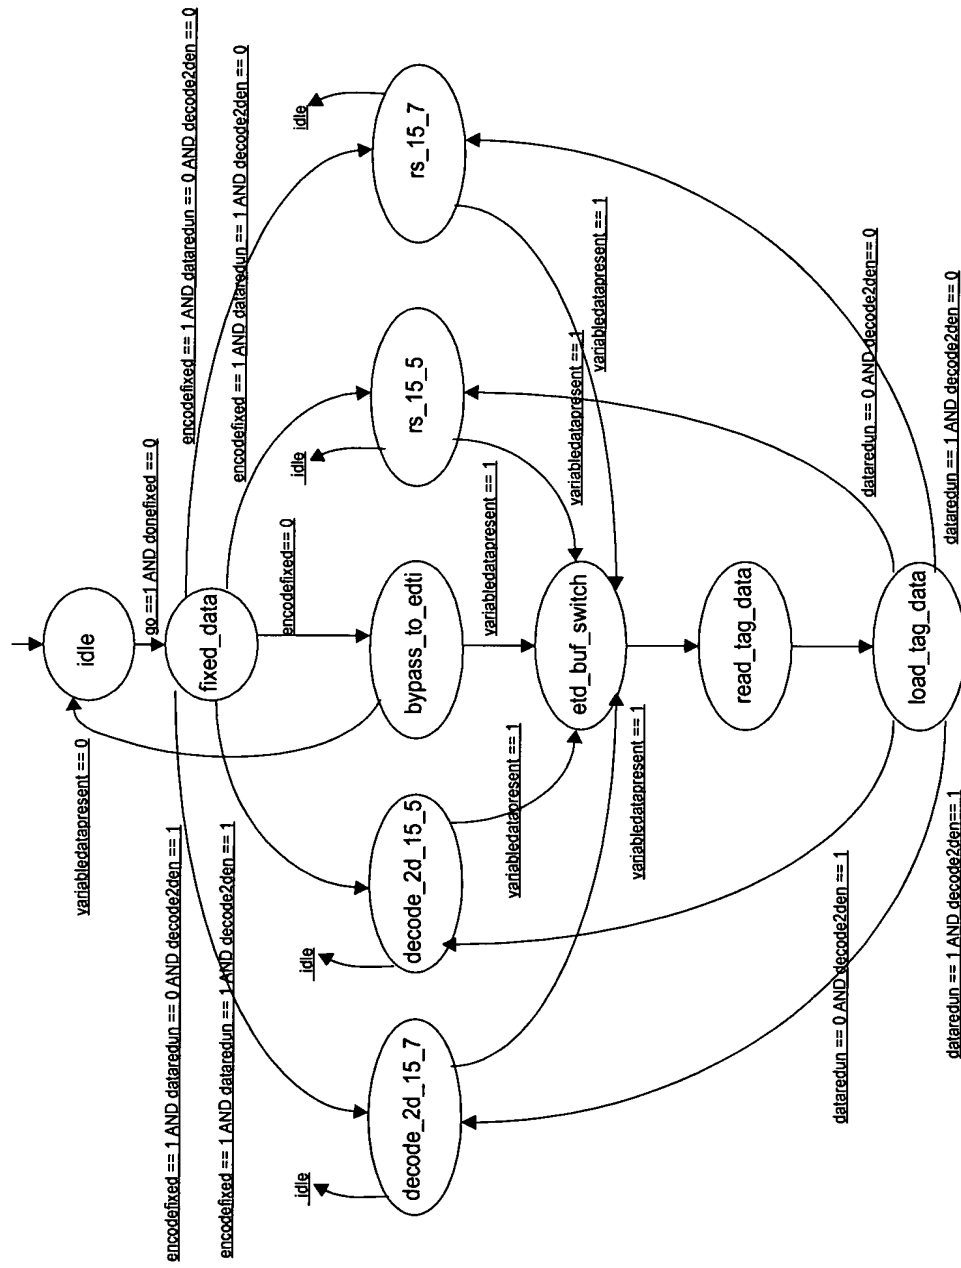 idle
go ==1 AND donefixed == 0
variabledatapresent == 0
fixed_data
encodefixed == 1 AND dataredun == 0 AND decode2den == 1
encodefixed == 1 AND dataredun == 1 AND decode2den == 1
encodefixed == 1 AND dataredun == 0 AND decode2den == 0
encodefixed == 1 AND dataredun == 1 AND decode2den == 0
encodefixed== 0
idle
idle
idle
idle
decode_2d_15_7
decode_2d_15_5
bypass_to_edti
rs_15_5
rs_15_7
variabledatapresent == 1
variabledatapresent == 1
variabledatapresent == 1
variabledatapresent == 1
variabledatapresent == 1
etd_buf_switch
read_tag_data
load_tag_data
dataredun == 0 AND decode2den == 1
dataredun == 1 AND decode2den== 1
dataredun == 0 AND decode2den== 0
dataredun == 1 AND decode2den == 0